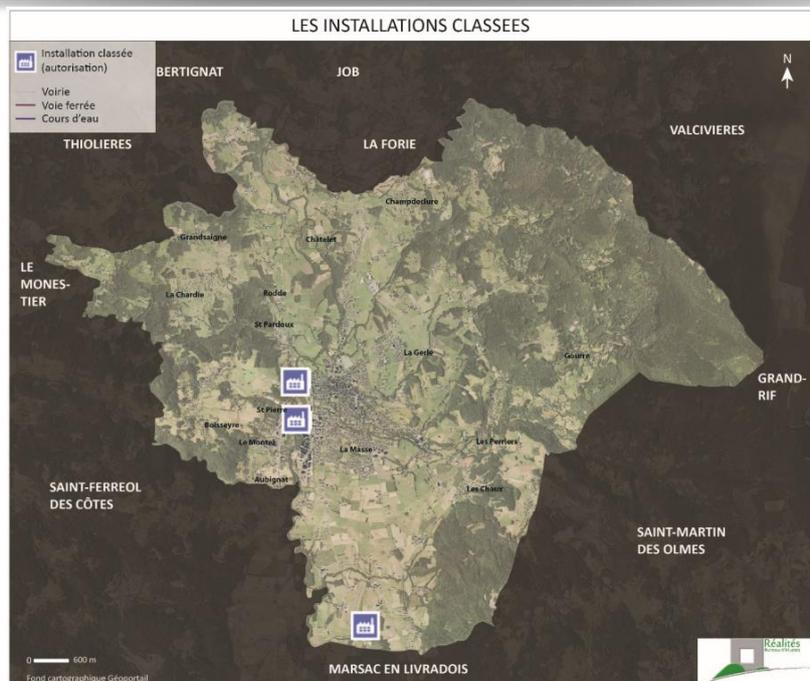 LES INSTALLATIONS CLASSEES
Installation classée
(autorisation)
Voirie
Voie ferrée
Cours d'eau
BERTIGNAT
JOB
N
VALCIVIERES
THIOLIERES
LA FORIE
Champdeclure
Grandsaigne
Châtelet
LE
MONES-
TIER
La Chardie
Rodde
St Pardoux
La Gerle
Gourre
GRAND-
RIF
St Pierre
Boisseyre
Le Montel
La Masse
Les Perriers
Aubignat
Les Chaux
SAINT-FERREOL
DES CÔTES
SAINT-MARTIN
DES OLMES
0 600 m
MARSAC EN LIVRADOIS
Fond cartographique Géoportail
Réalités